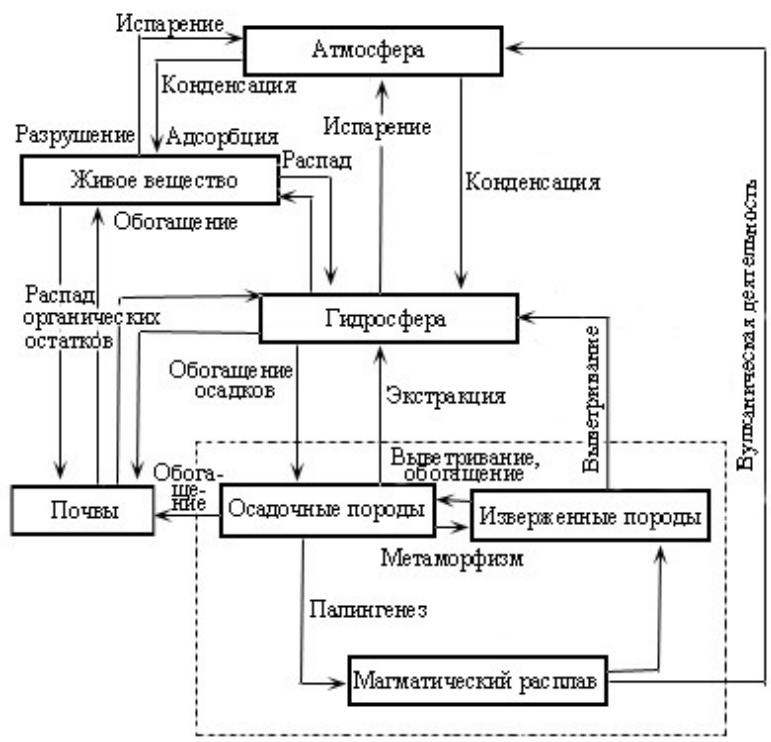 Испарение
Атмосфера
Конденсация
Разрушение
Адсорбция
Испарение
Распад
Живое вещество
Конденсация
Обогащение
Вулканическая деятельность
Распад
органических
остатков
Гидросфера
Обогащение
осадков
Экстракция
Выветривание
Обога-
ще-
ние
Выветривание,
обогащение
Почвы
Осадочные породы
Изверженные породы
Метаморфизм
Палингенез
Магматический расплав